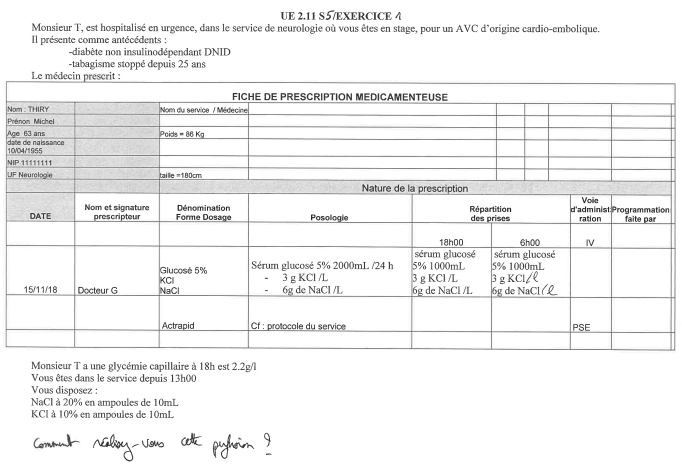 UE 2.11 S5/EXERCICE 1
Monsieur T, est hospitalisé en urgence, dans le service de neurologie où vous êtes en stage, pour un AVC d'origine cardio-embolique.
Il présente comme antécédents :
-diabète non insulinodépendant DNID
-tabagisme stoppé depuis 25 ans
Le médecin prescrit :
FICHE DE PRESCRIPTION MEDICAMENTEUSE
Nom : THIRY Nom du service / Médecine
Prénon Michel
Age 63 ans Poids = 86 Kg
date de naissance
10/04/1955
NIP 11111111
UF Neurologie taille =180cm
Nature de la prescription
DATE
Nom et signature
prescripteur
Dénomination
Forme Dosage
Posologie
Répartition
des prises
Voie
d'administ
ration
Programmation
faite par
18h00 6h00 IV
15/11/18
Docteur G
Glucosé 5%
KCl
NaCl
Sérum glucosé 5% 2000mL /24 h
- 3 g KCl /L
- 6g de NaCl /L
sérum glucosé
5% 1000mL
3 g KCl /L
6g de NaCl /L
sérum glucosé
5% 1000mL
3 g KCl/l
6g de NaCl/l
Actrapid Cf : protocole du service PSE
Monsieur T a une glycémie capillaire à 18h est 2.2g/l
Vous êtes dans le service depuis 13h00
Vous disposez :
NaCl à 20% en ampoules de 10mL
KCl à 10% en ampoules de 10mL
Comment réalisez-vous cette perfusion ?